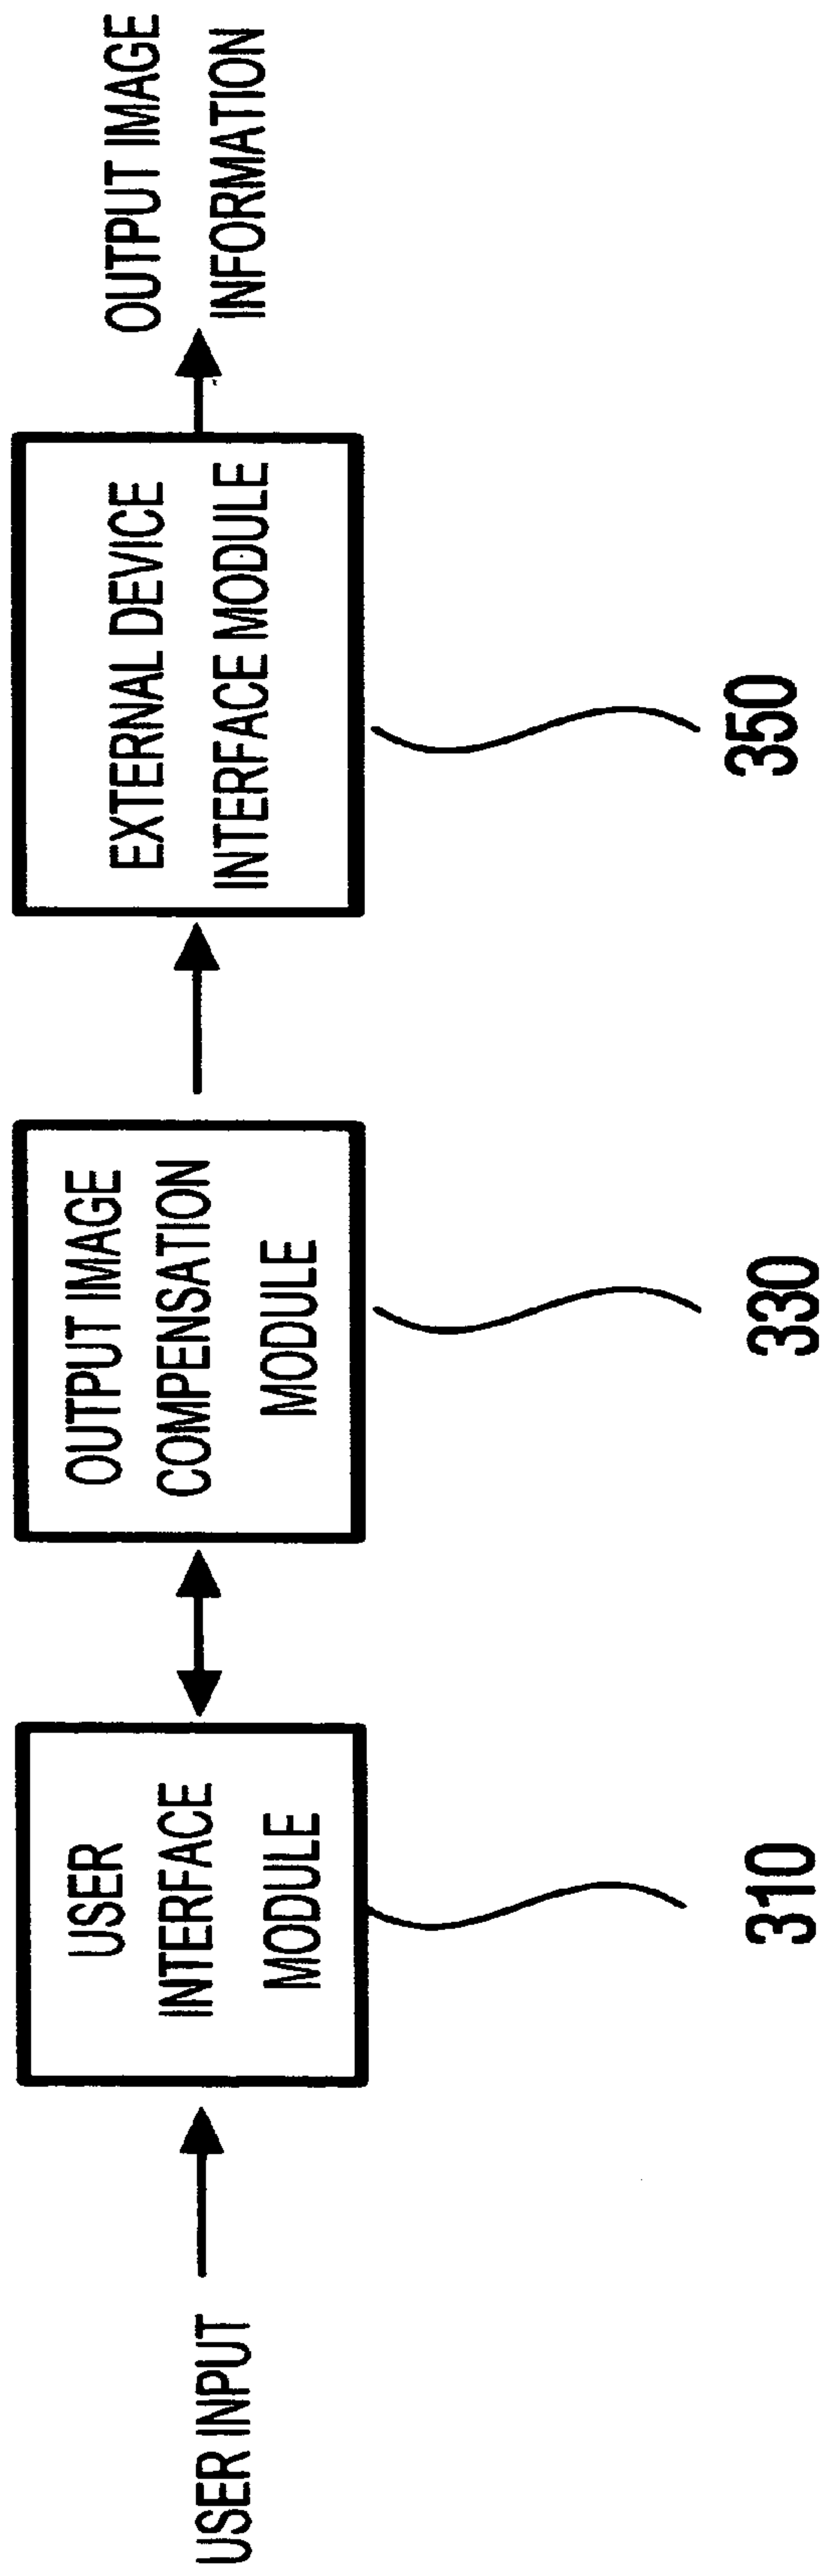 USER INPUT
USER
INTERFACE
MODULE
310
OUTPUT IMAGE
COMPENSATION
MODULE
330
EXTERNAL DEVICE
INTERFACE MODULE
350
OUTPUT IMAGE
INFORMATION